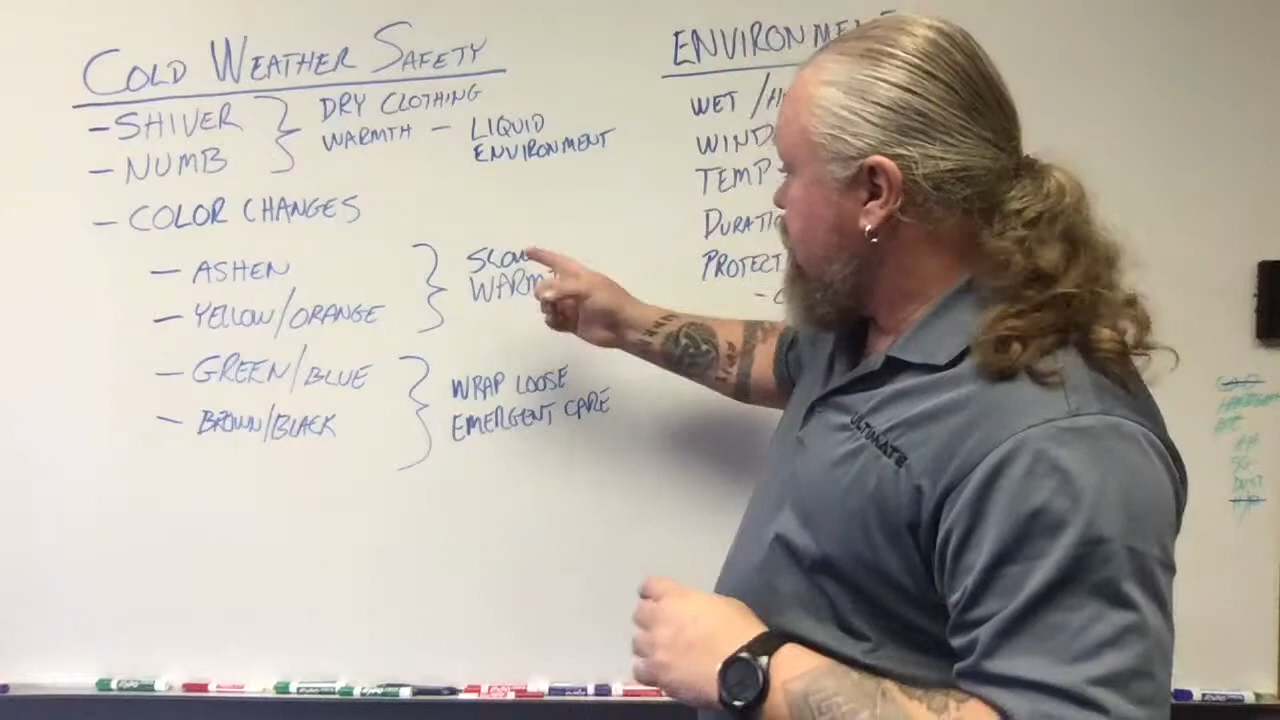 COLD WEATHER SAFETY
- SHIVER
- NUMB
DRY CLOTHING
WARMTH - LIQUID
ENVIRONMENT
- COLOR CHANGES
- ASHEN
- YELLOW/ORANGE
SLOW
WARM
- GREEN/BLUE
- BROWN/BLACK
WRAP LOOSE
EMERGENT CARE
ENVIRONME
WET /
WIND
TEMP
DURATI
PROTECT
ULTIMATE